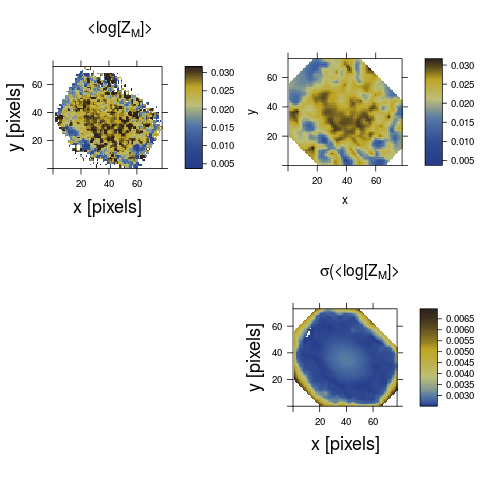 <log[Z_M]>
60
40
20
20 40 60
y [pixels]
x [pixels]
0.030
0.025
0.020
0.015
0.010
0.005
60
40
20
20 40 60
y
x
0.030
0.025
0.020
0.015
0.010
0.005
σ(<log[Z_M]>
60
40
20
20 40 60
y [pixels]
x [pixels]
0.0065
0.0060
0.0055
0.0050
0.0045
0.0040
0.0035
0.0030